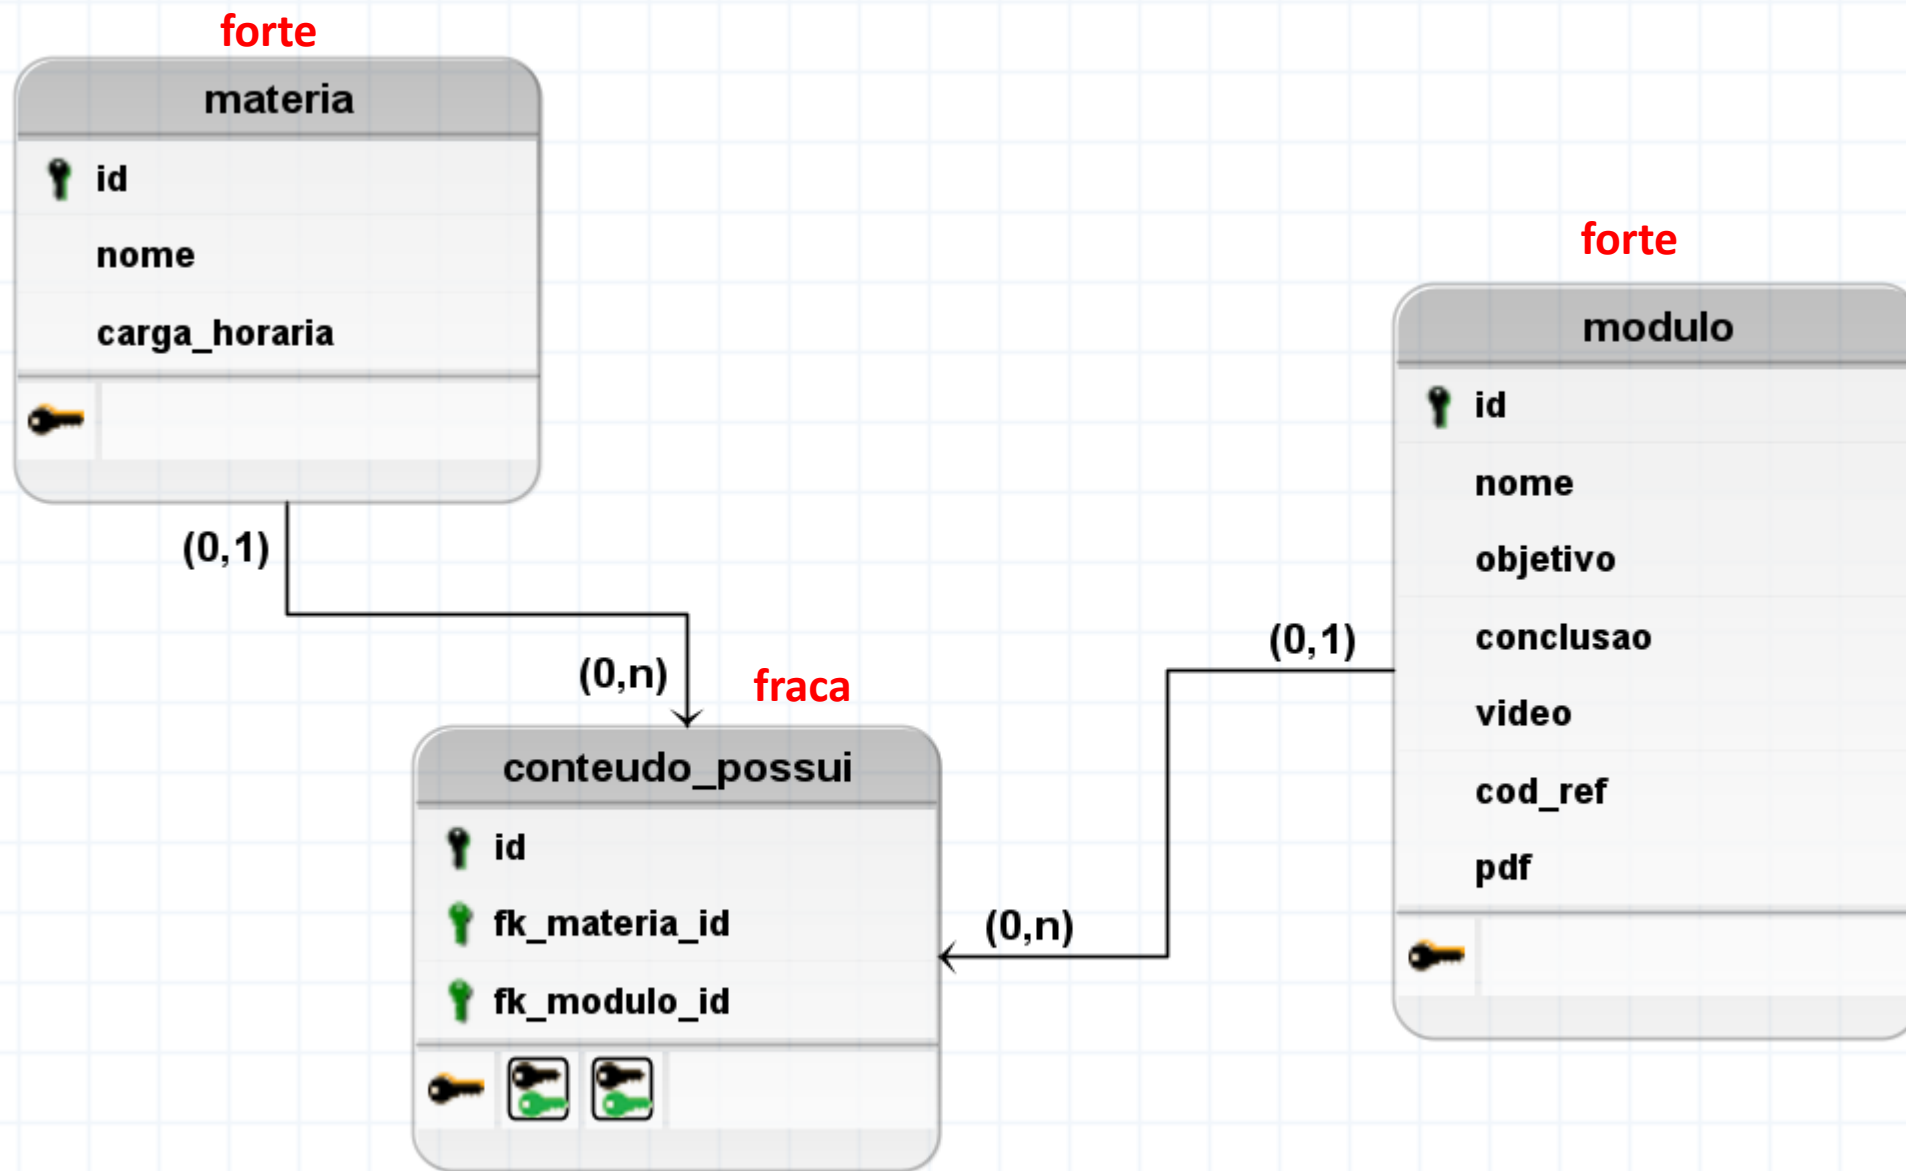 forte
materia
id
nome
carga_horaria
(0,1)
(0,n)
fraca
conteudo_possui
id
fk_materia_id
fk_modulo_id
forte
modulo
id
nome
objetivo
conclusao
video
cod_ref
pdf
(0,1)
(0,n)